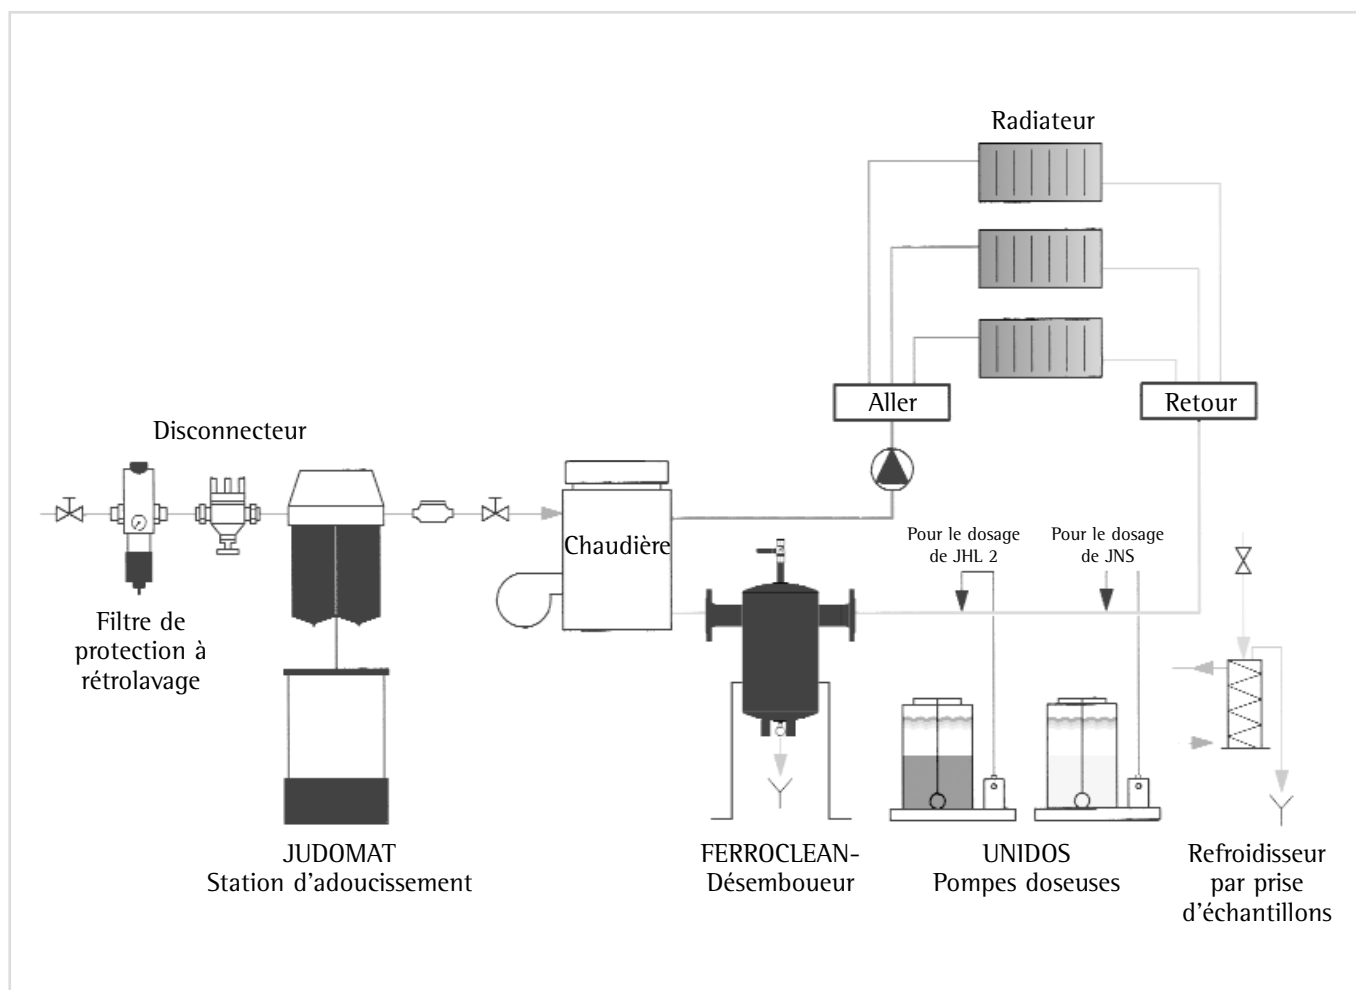 Radiateur
Aller
Retour
Disconnecteur
Chaudière
Pour le dosage
de JHL 2
Pour le dosage
de JNS
Filtre de
protection à
rétrolavage
JUDOMAT
Station d'adoucissement
FERROCLEAN-
Désemboueur
UNIDOS
Pompes doseuses
Refroidisseur
par prise
d'échantillons